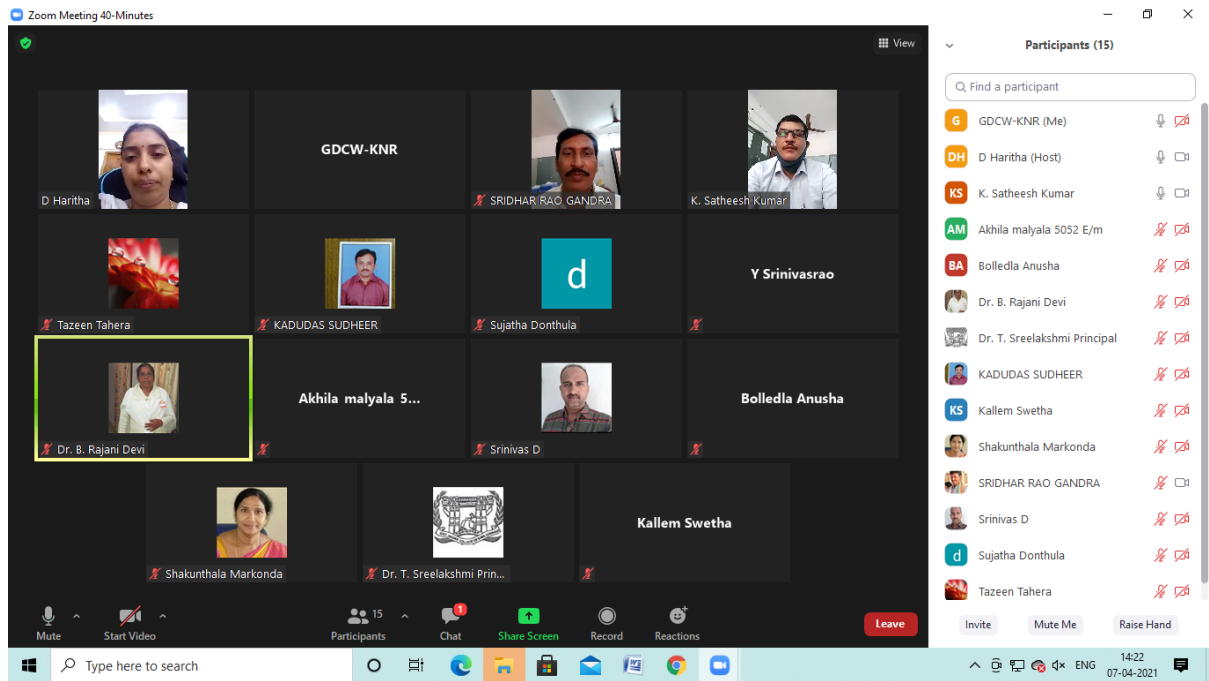 Zoom Meeting 40-Minutes
View
D Haritha
GDCW-KNR
SRIDHAR RAO GANDRA
K. Satheesh Kumar
Tazeen Tahera
KADUDAS SUDHEER
d
Sujatha Donthula
Y Srinivasrao
Dr. B. Rajani Devi
Akhila malyala 5...
Srinivas D
Bolledla Anusha
Shakunthala Markonda
Dr. T. Sreelakshmi Prin...
Kallem Swetha
Mute
Start Video
15
Participants
1
Chat
Share Screen
Record
Reactions
Leave
Participants (15)
Find a participant
G GDCW-KNR (Me)
DH D Haritha (Host)
KS K. Satheesh Kumar
AM Akhila malyala 5052 E/m
BA Bolledla Anusha
Dr. B. Rajani Devi
Dr. T. Sreelakshmi Principal
KADUDAS SUDHEER
KS Kallem Swetha
Shakunthala Markonda
SRIDHAR RAO GANDRA
Srinivas D
d Sujatha Donthula
Tazeen Tahera
Invite Mute Me Raise Hand
Type here to search
ENG
14:22
07-04-2021